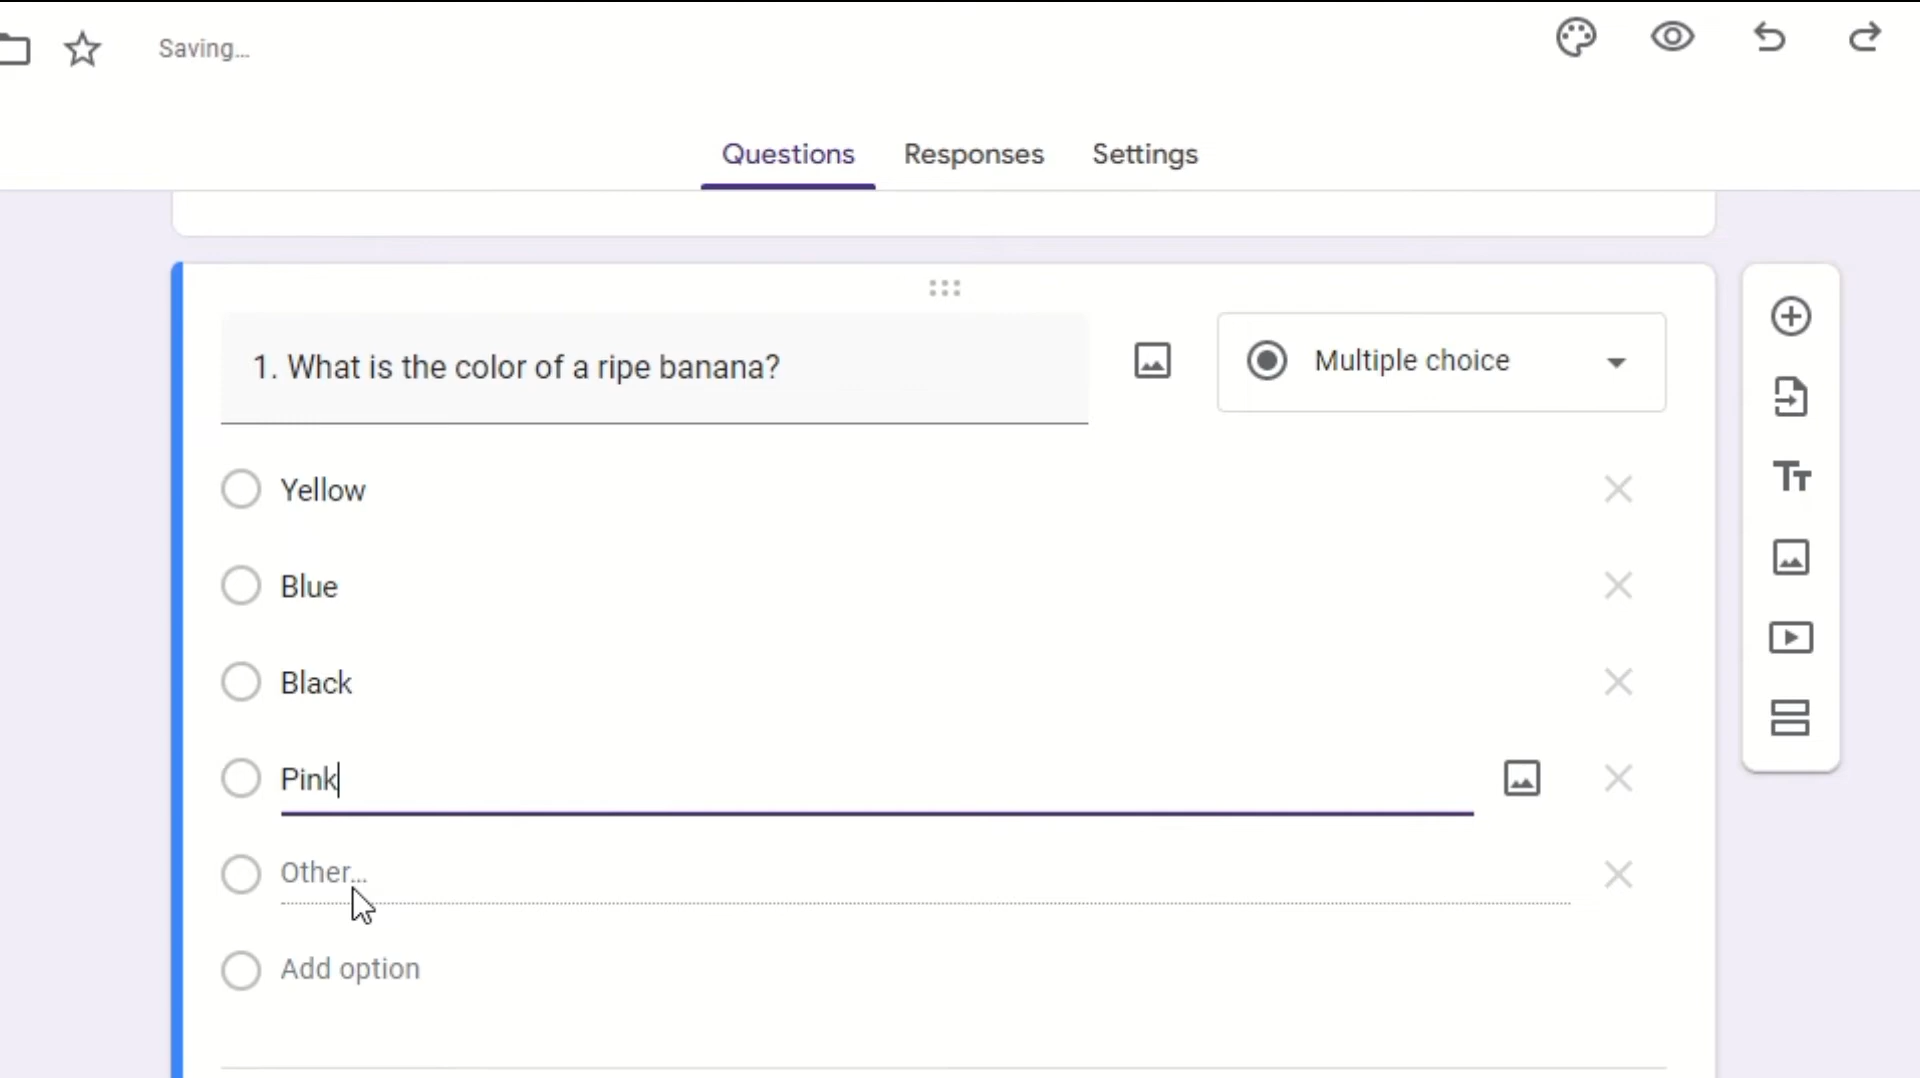 Saving...
Questions Responses Settings
1. What is the color of a ripe banana?
Multiple choice
Yellow
Blue
Black
Pink
Other...
Add option